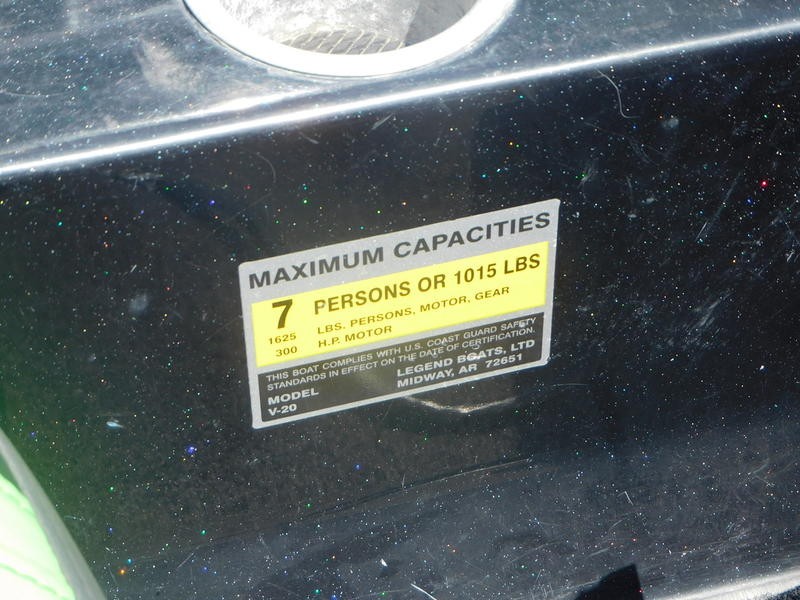 MAXIMUM CAPACITIES
7 PERSONS OR 1015 LBS
1625 LBS. PERSONS, MOTOR, GEAR
300 H.P. MOTOR
THIS BOAT COMPLIES WITH U.S. COAST GUARD SAFETY
STANDARDS IN EFFECT ON THE DATE OF CERTIFICATION.
MODEL LEGEND BOATS, LTD
V-20 MIDWAY, AR 72651